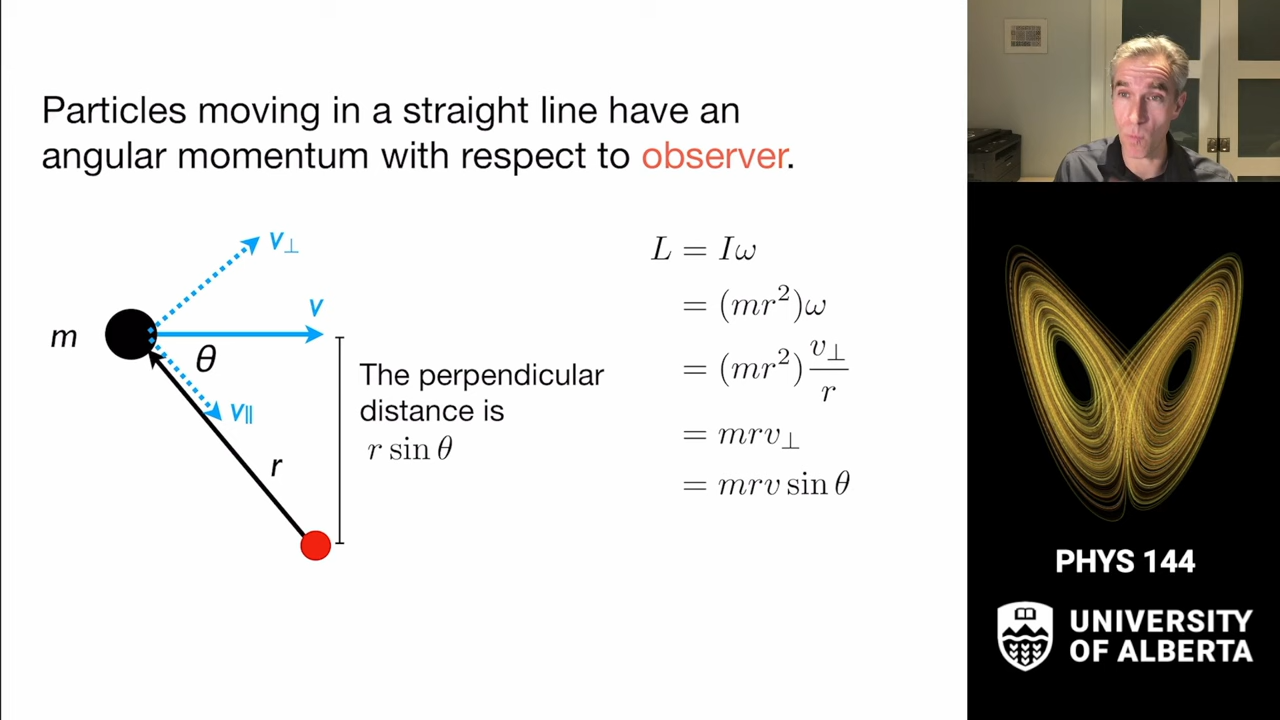 Particles moving in a straight line have an
angular momentum with respect to observer.
v⊥
v
m
θ
v∥
r
The perpendicular
distance is
r sin θ
L = Iω
= (mr²)ω
= (mr²) v⊥/r
= mrv⊥
= mrv sin θ
PHYS 144
UNIVERSITY
OF ALBERTA